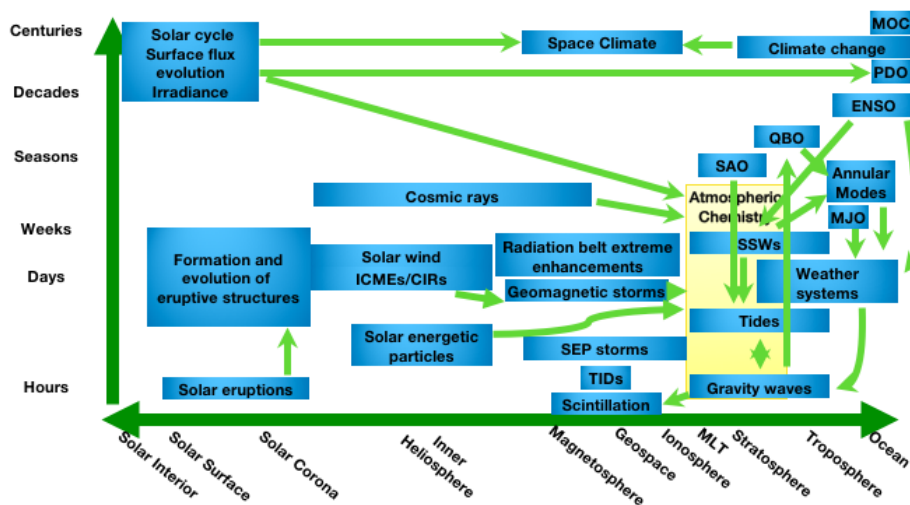 Centuries
Decades
Seasons
Weeks
Days
Hours
Solar cycle
Surface flux
evolution
Irradiance
Space Climate
MOC
Climate change
PDO
ENSO
QBO
SAO
Annular
Modes
Cosmic rays
Atmospheric
Chemistry
MJO
SSWs
Formation and
evolution of
eruptive structures
Solar wind
ICMEs/CIRs
Radiation belt extreme
enhancements
Geomagnetic storms
Weather
systems
Solar energetic
particles
Tides
SEP storms
TIDs
Solar eruptions
Scintillation
Gravity waves
Solar Interior
Solar Surface
Solar Corona
Inner
Heliosphere
Magnetosphere
Geospace
Ionosphere
MLT
Stratosphere
Troposphere
Ocean